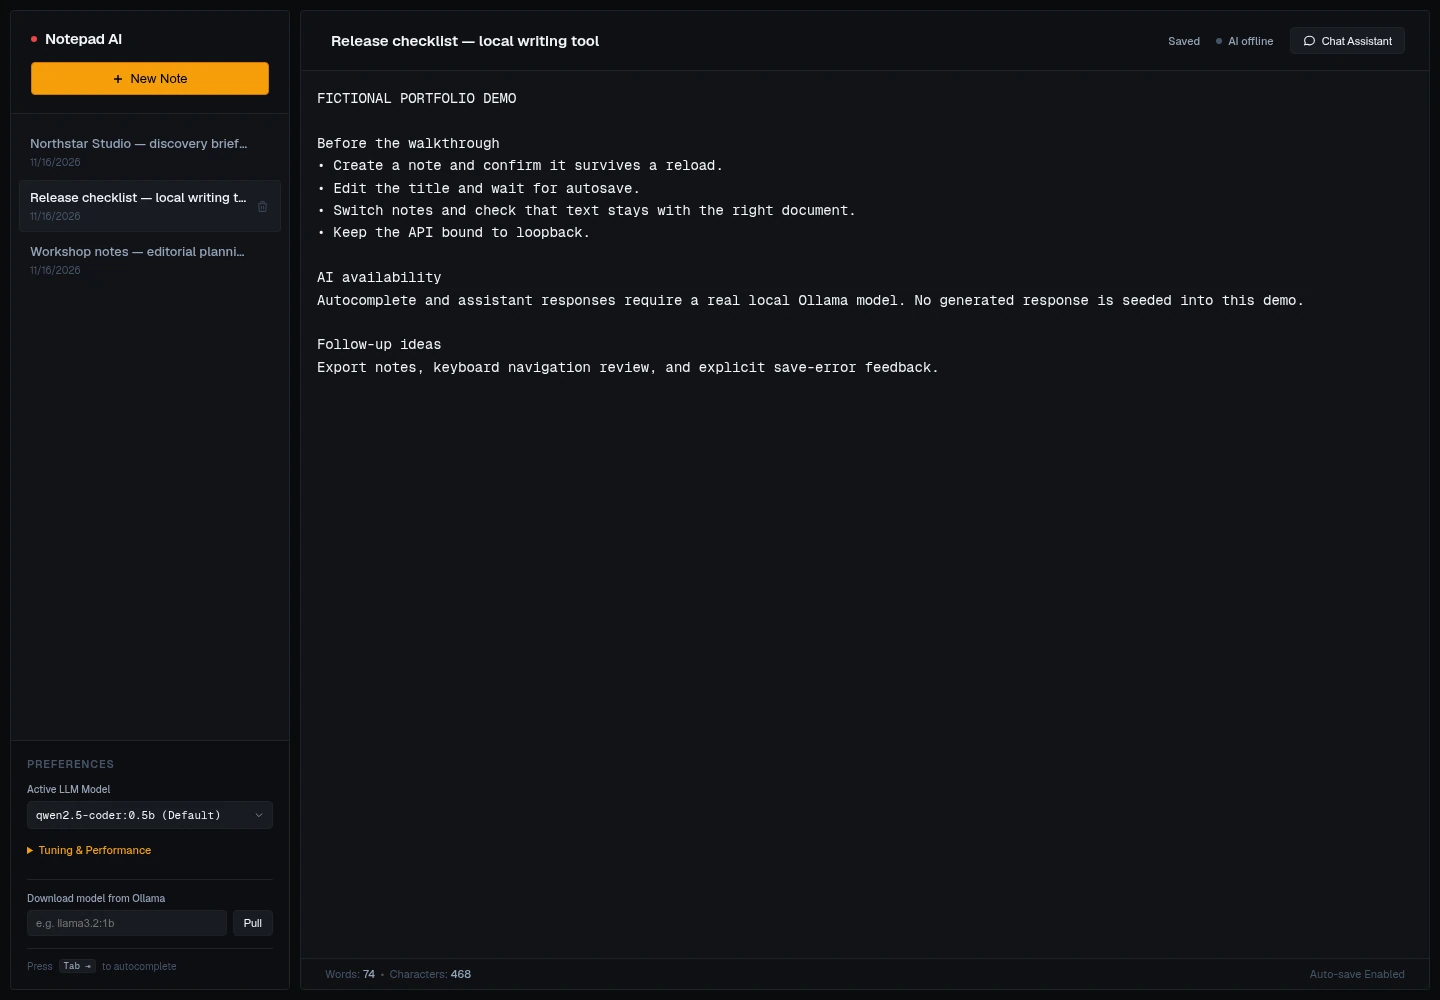 Notepad AI
+ New Note
Northstar Studio — discovery brief...
11/16/2026
Release checklist — local writing t...
11/16/2026
Workshop notes — editorial planni...
11/16/2026
PREFERENCES
Active LLM Model
qwen2.5-coder:0.5b (Default)
▶ Tuning & Performance
Download model from Ollama
e.g. llama3.2:1b
Pull
Press Tab ⇥ to autocomplete
Release checklist — local writing tool
Saved
AI offline
Chat Assistant
FICTIONAL PORTFOLIO DEMO
Before the walkthrough
• Create a note and confirm it survives a reload.
• Edit the title and wait for autosave.
• Switch notes and check that text stays with the right document.
• Keep the API bound to loopback.
AI availability
Autocomplete and assistant responses require a real local Ollama model. No generated response is seeded into this demo.
Follow-up ideas
Export notes, keyboard navigation review, and explicit save-error feedback.
Words: 74 • Characters: 468
Auto-save Enabled